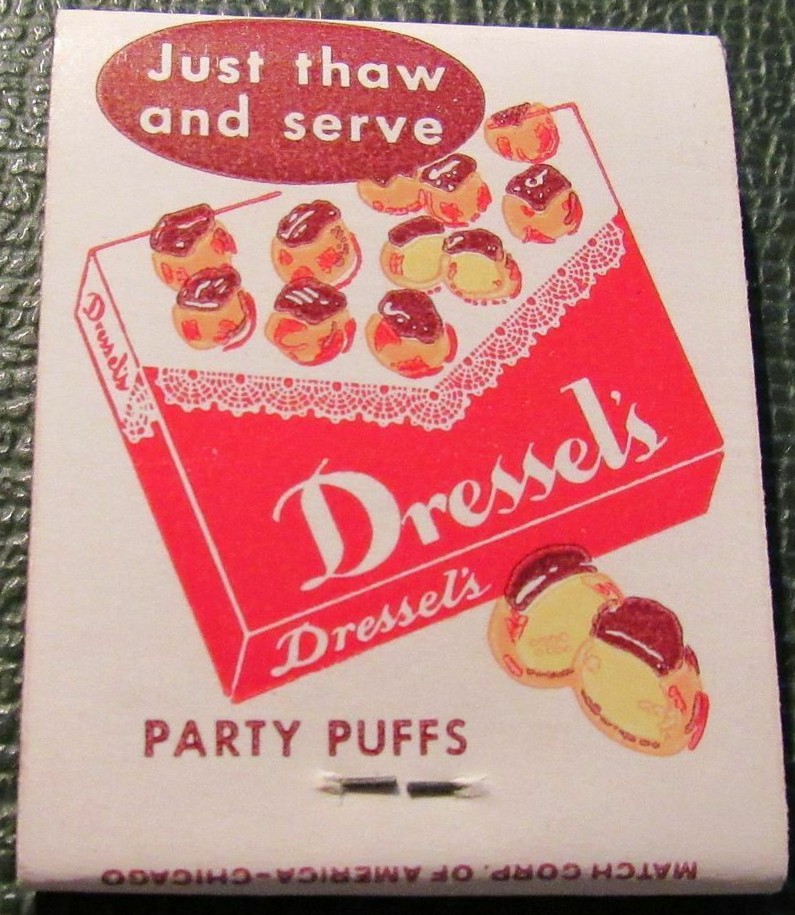 Just thaw
and serve
Dressel's
Dressel's
Dressel's
PARTY PUFFS
MATCH CORP. OF AMERICA-CHICAGO